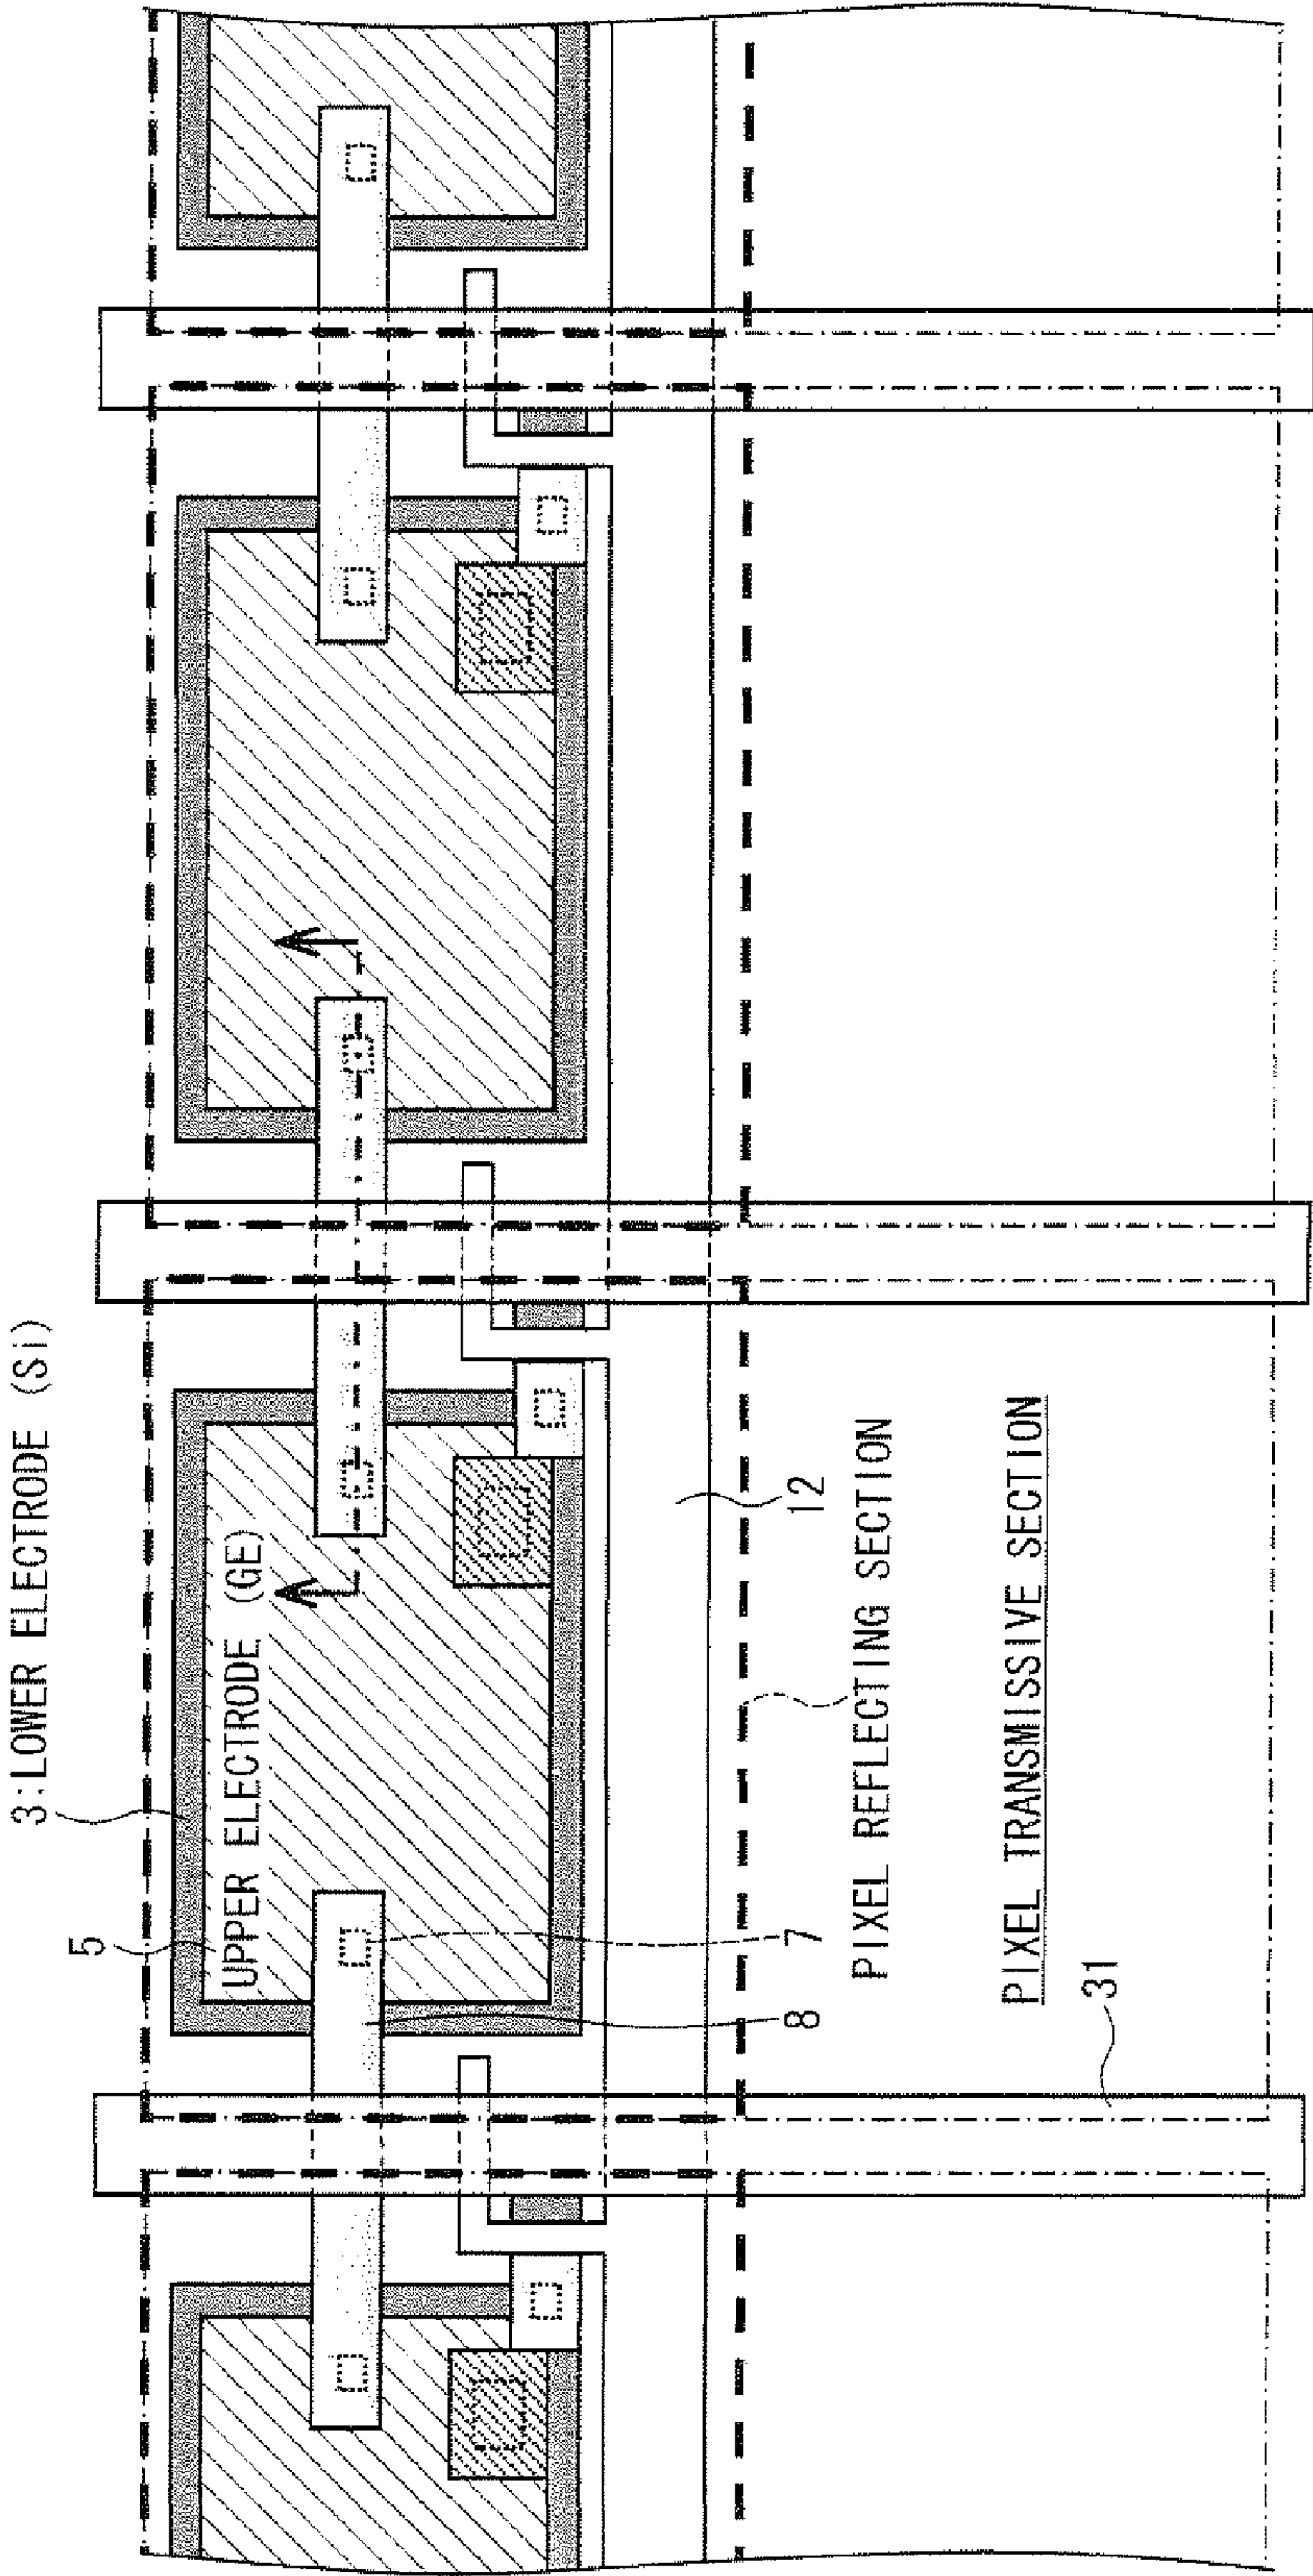 3:LOWER ELECTRODE (Si)
5
UPPER ELECTRODE (GE)
7
8
12
PIXEL REFLECTING SECTION
PIXEL TRANSMISSIVE SECTION
31